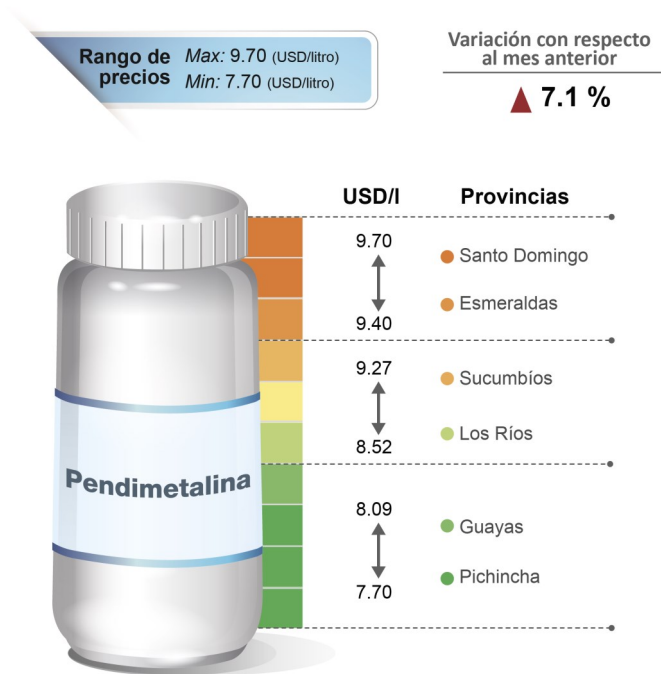 Rango de precios
Max: 9.70 (USD/litro)
Min: 7.70 (USD/litro)
Variación con respecto
al mes anterior
7.1 %
USD/l
Provincias
9.70
Santo Domingo
Esmeraldas
9.40
9.27
Sucumbíos
Los Ríos
8.52
Pendimetalina
8.09
Guayas
Pichincha
7.70